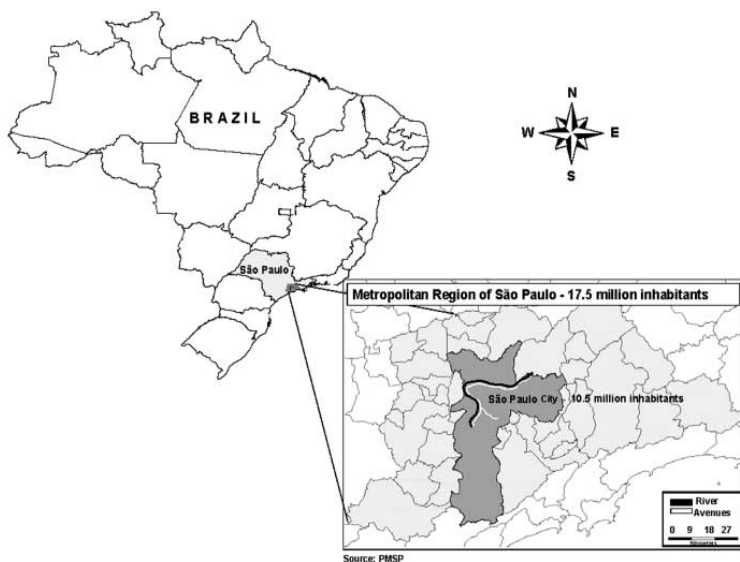 BRAZIL
N
W E
S
São Paulo
Metropolitan Region of São Paulo - 17.5 million inhabitants
São Paulo City
10.5 million inhabitants
River
Avenues
0 9 18 27
Source: PMSP